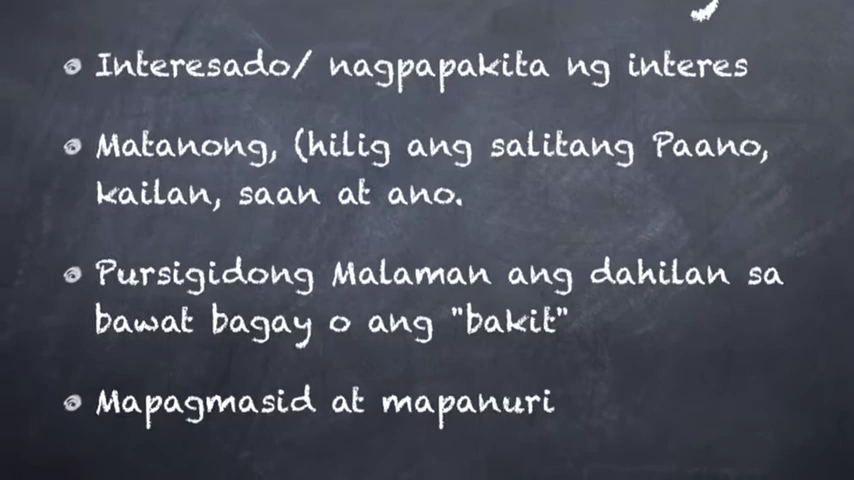 Interesado/ nagpapakita ng interes
Matanong, (hilig ang salitang Paano,
kailan, saan at ano.
Pursigidong Malaman ang dahilan sa
bawat bagay o ang "bakit"
Mapagmasid at mapanuri